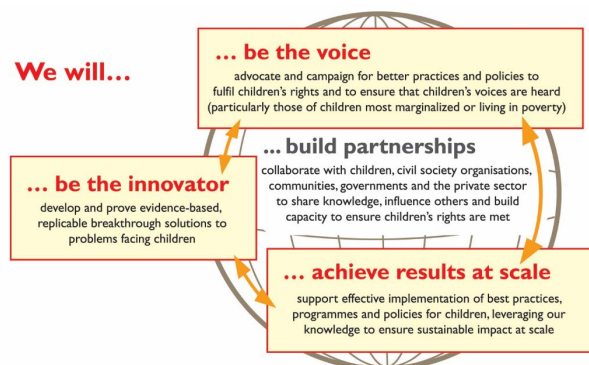 We will...
... be the voice
advocate and campaign for better practices and policies to
fulfil children's rights and to ensure that children's voices are heard
(particularly those of children most marginalized or living in poverty)
... build partnerships
collaborate with children, civil society organisations,
communities, governments and the private sector
to share knowledge, influence others and build
capacity to ensure children's rights are met
... be the innovator
develop and prove evidence-based,
replicable breakthrough solutions to
problems facing children
... achieve results at scale
support effective implementation of best practices,
programmes and policies for children, leveraging our
knowledge to ensure sustainable impact at scale